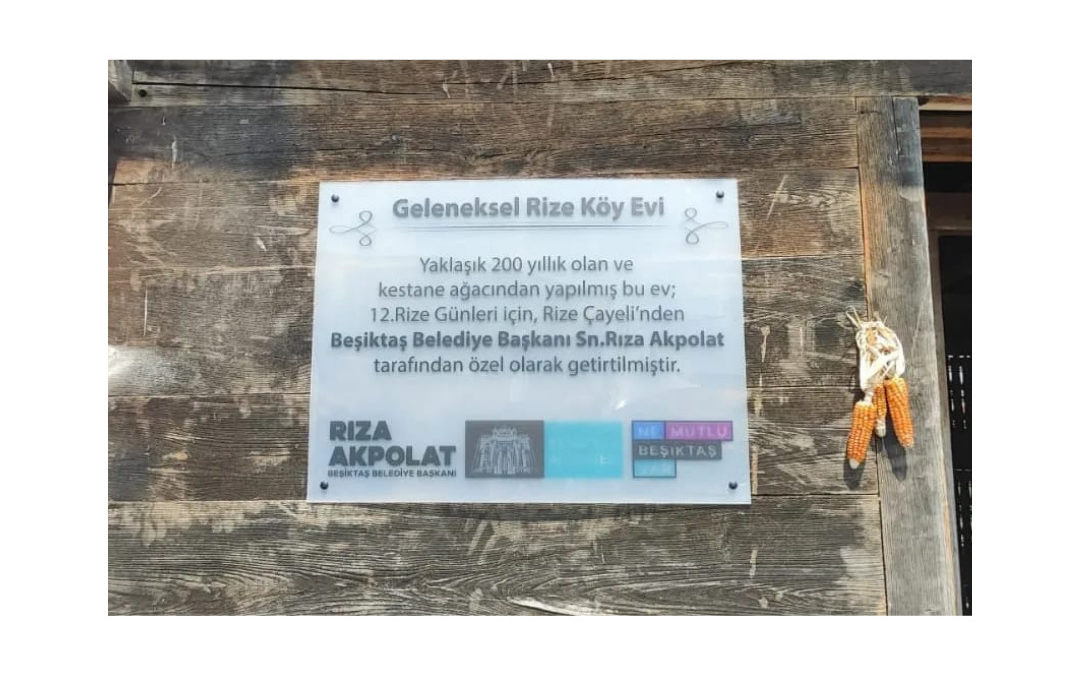 Geleneksel Rize Köy Evi
Yaklaşık 200 yıllık olan ve
kestane ağacından yapılmış bu ev;
12.Rize Günleri için, Rize Çayeli'nden
Beşiktaş Belediye Başkanı Sn.Rıza Akpolat
tarafından özel olarak getirtilmiştir.
RIZA
AKPOLAT
BEŞİKTAŞ BELEDİYE BAŞKANI
NE MUTLU
BEŞİKTAŞ
VAR